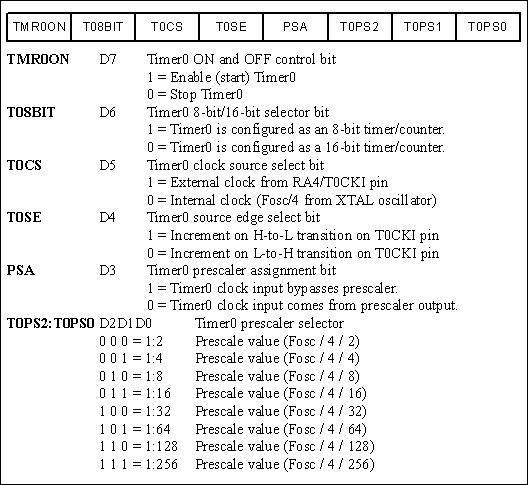 TMR0ON T08BIT T0CS T0SE PSA T0PS2 T0PS1 T0PS0
TMR0ON D7 Timer0 ON and OFF control bit
1 = Enable (start) Timer0
0 = Stop Timer0
T08BIT D6 Timer0 8-bit/16-bit selector bit
1 = Timer0 is configured as an 8-bit timer/counter.
0 = Timer0 is configured as a 16-bit timer/counter.
T0CS D5 Timer0 clock source select bit
1 = External clock from RA4/T0CKI pin
0 = Internal clock (Fosc/4 from XTAL oscillator)
T0SE D4 Timer0 source edge select bit
1 = Increment on H-to-L transition on T0CKI pin
0 = Increment on L-to-H transition on T0CKI pin
PSA D3 Timer0 prescaler assignment bit
1 = Timer0 clock input bypasses prescaler.
0 = Timer0 clock input comes from prescaler output.
T0PS2:T0PS0 D2D1D0 Timer0 prescaler selector
0 0 0 = 1:2 Prescale value (Fosc / 4 / 2)
0 0 1 = 1:4 Prescale value (Fosc / 4 / 4)
0 1 0 = 1:8 Prescale value (Fosc / 4 / 8)
0 1 1 = 1:16 Prescale value (Fosc / 4 / 16)
1 0 0 = 1:32 Prescale value (Fosc / 4 / 32)
1 0 1 = 1:64 Prescale value (Fosc / 4 / 64)
1 1 0 = 1:128 Prescale value (Fosc / 4 / 128)
1 1 1 = 1:256 Prescale value (Fosc / 4 / 256)